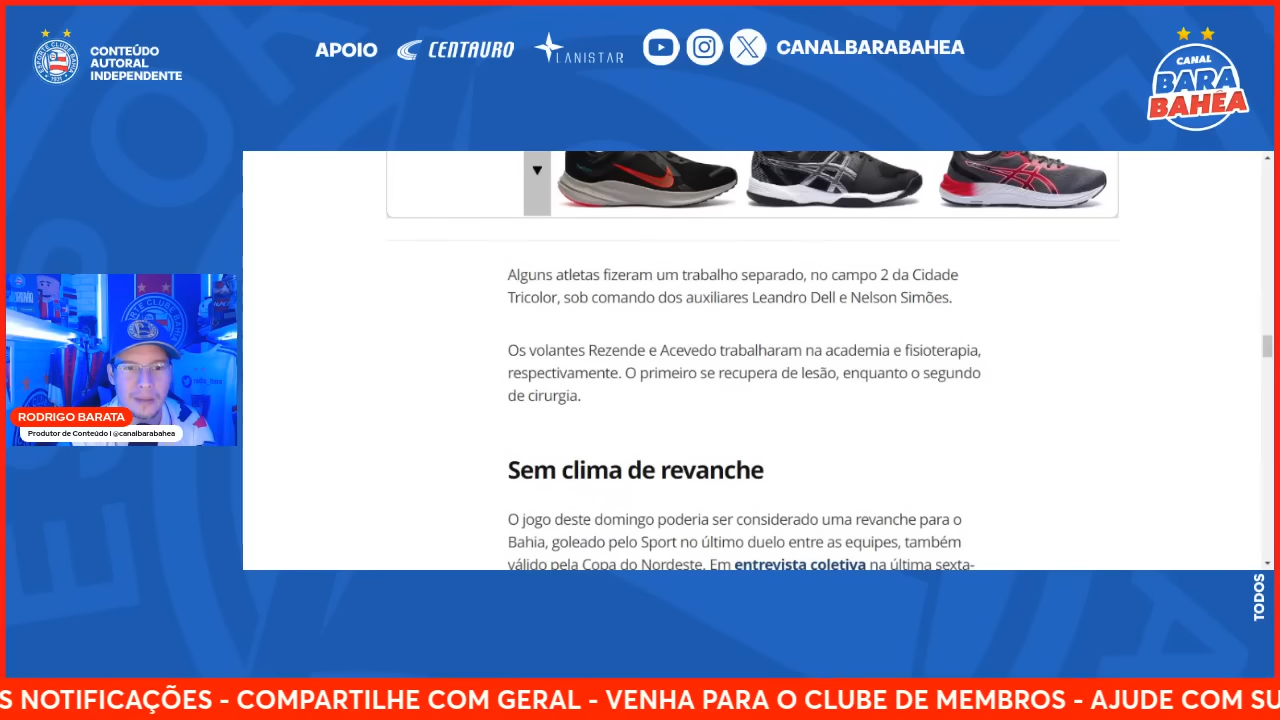 CONTEÚDO
AUTORAL
INDEPENDENTE
APOIO
CENTAURO
LANISTAR
CANALBARABAHEA
CANAL
BARA
BAHÊA
Alguns atletas fizeram um trabalho separado, no campo 2 da Cidade
Tricolor, sob comando dos auxiliares Leandro Dell e Nelson Simões.
Os volantes Rezende e Acevedo trabalharam na academia e fisioterapia,
respectivamente. O primeiro se recupera de lesão, enquanto o segundo
de cirurgia.
Sem clima de revanche
O jogo deste domingo poderia ser considerado uma revanche para o
Bahia, goleado pelo Sport no último duelo entre as equipes, também
válido pela Copa do Nordeste. Em entrevista coletiva na última sexta-
RODRIGO BARATA
Produtor de Conteúdo | @canalbarabahea
TODOS
S NOTIFICAÇÕES - COMPARTILHE COM GERAL - VENHA PARA O CLUBE DE MEMBROS - AJUDE COM SU